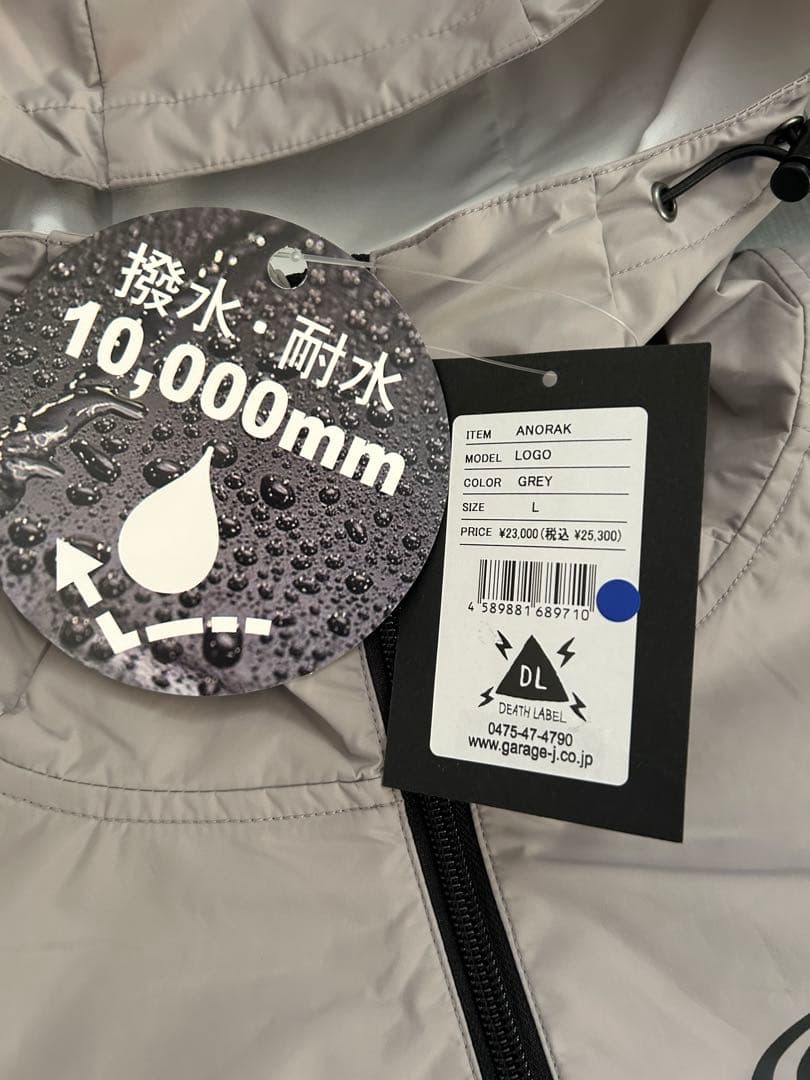 撥水・耐水
10,000mm
ITEM ANORAK
MODEL LOGO
COLOR GREY
SIZE L
PRICE ¥23,000(税込 ¥25,300)
4 589881 689710
DL
DEATH LABEL
0475-47-4790
www.garage-j.co.jp